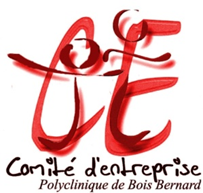 CE
Comité d'entreprise
Polyclinique de Bois Bernard